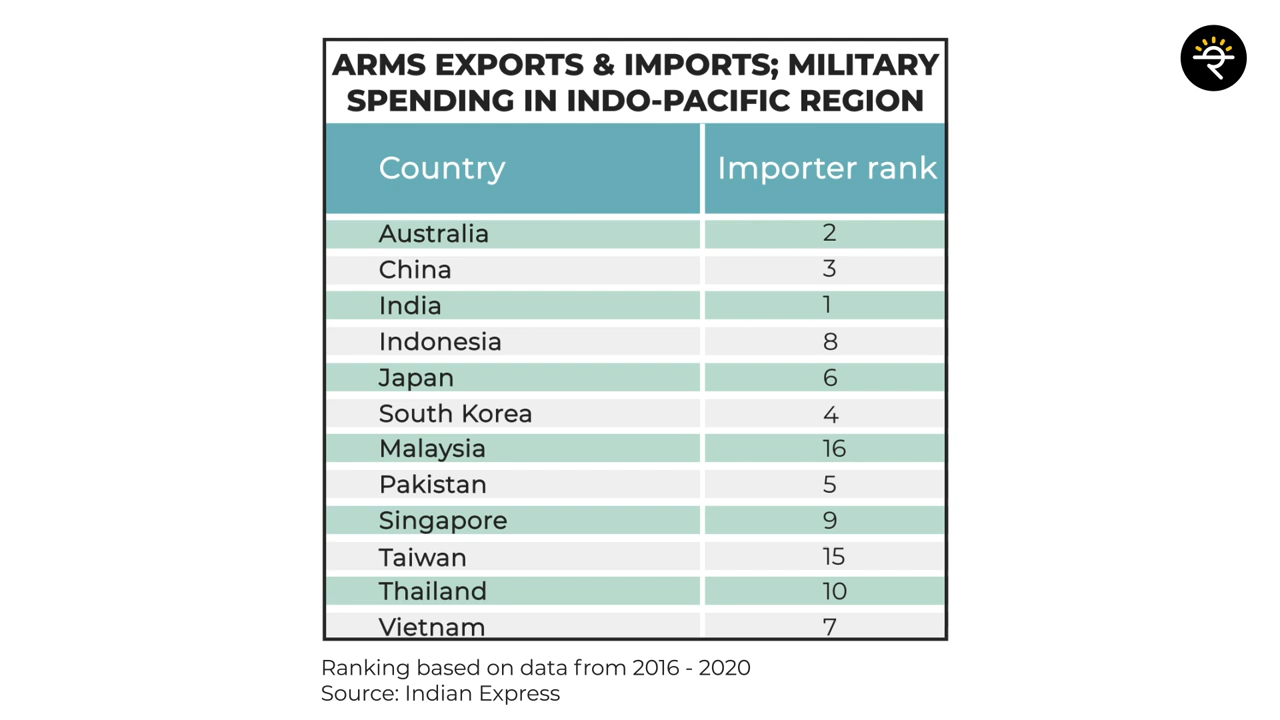 ARMS EXPORTS & IMPORTS; MILITARY
SPENDING IN INDO-PACIFIC REGION
Country Importer rank
Australia 2
China 3
India 1
Indonesia 8
Japan 6
South Korea 4
Malaysia 16
Pakistan 5
Singapore 9
Taiwan 15
Thailand 10
Vietnam 7
Ranking based on data from 2016 - 2020
Source: Indian Express